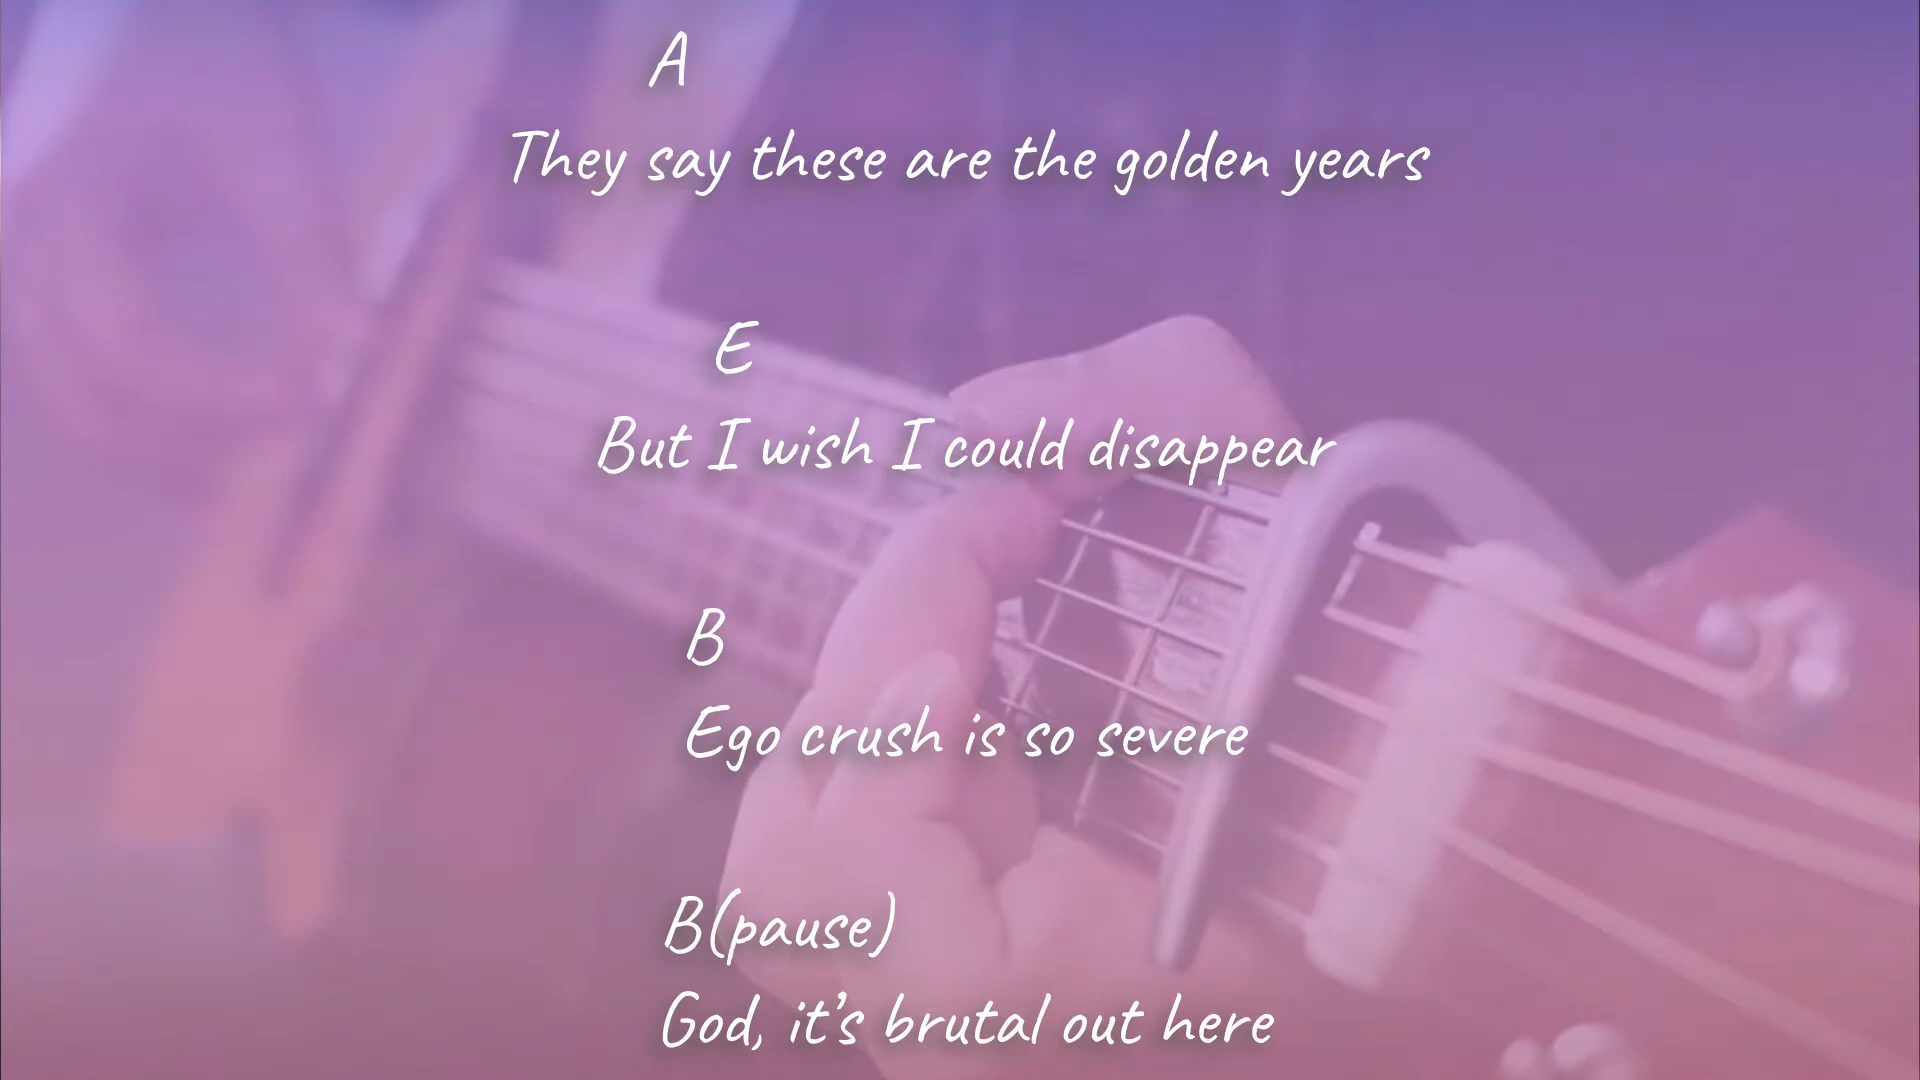 A
They say these are the golden years
E
But I wish I could disappear
B
Ego crush is so severe
B(pause)
God, it's brutal out here